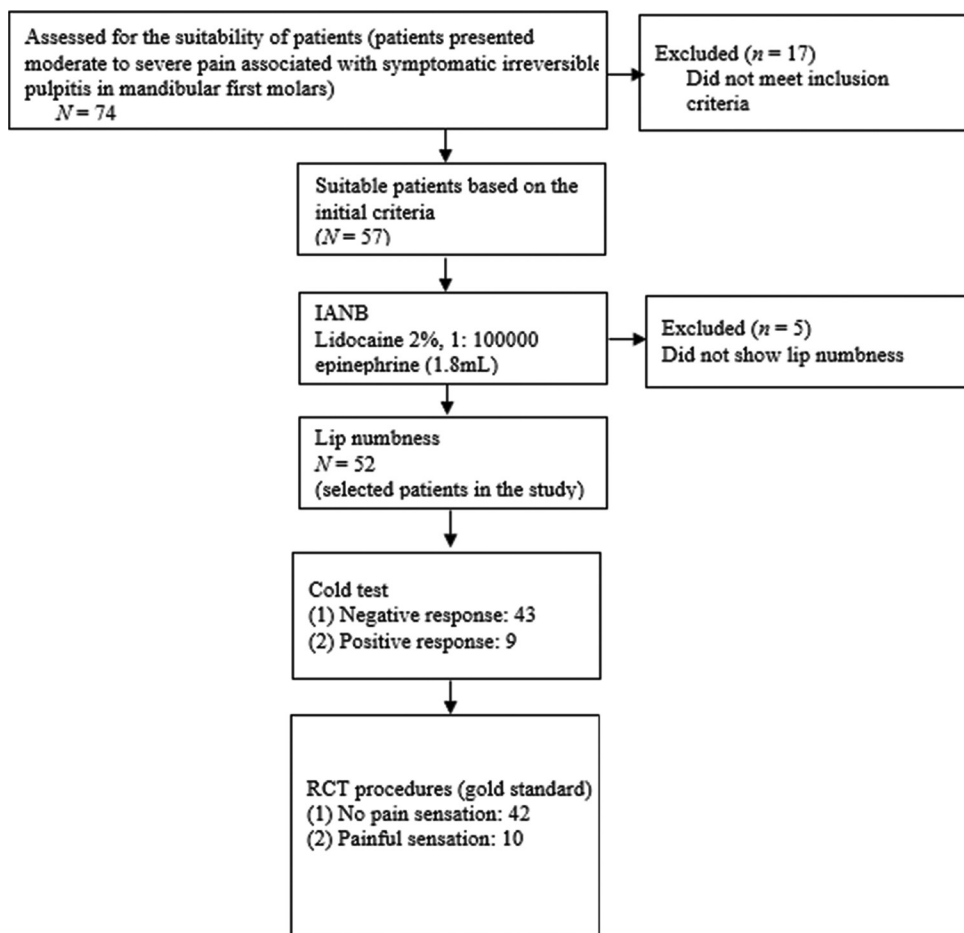 Assessed for the suitability of patients (patients presented
moderate to severe pain associated with symptomatic irreversible
pulpitis in mandibular first molars)
N = 74
Excluded (n = 17)
Did not meet inclusion
criteria
Suitable patients based on the
initial criteria
(N = 57)
IANB
Lidocaine 2%, 1: 100000
epinephrine (1.8mL)
Excluded (n = 5)
Did not show lip numbness
Lip numbness
N = 52
(selected patients in the study)
Cold test
(1) Negative response: 43
(2) Positive response: 9
RCT procedures (gold standard)
(1) No pain sensation: 42
(2) Painful sensation: 10